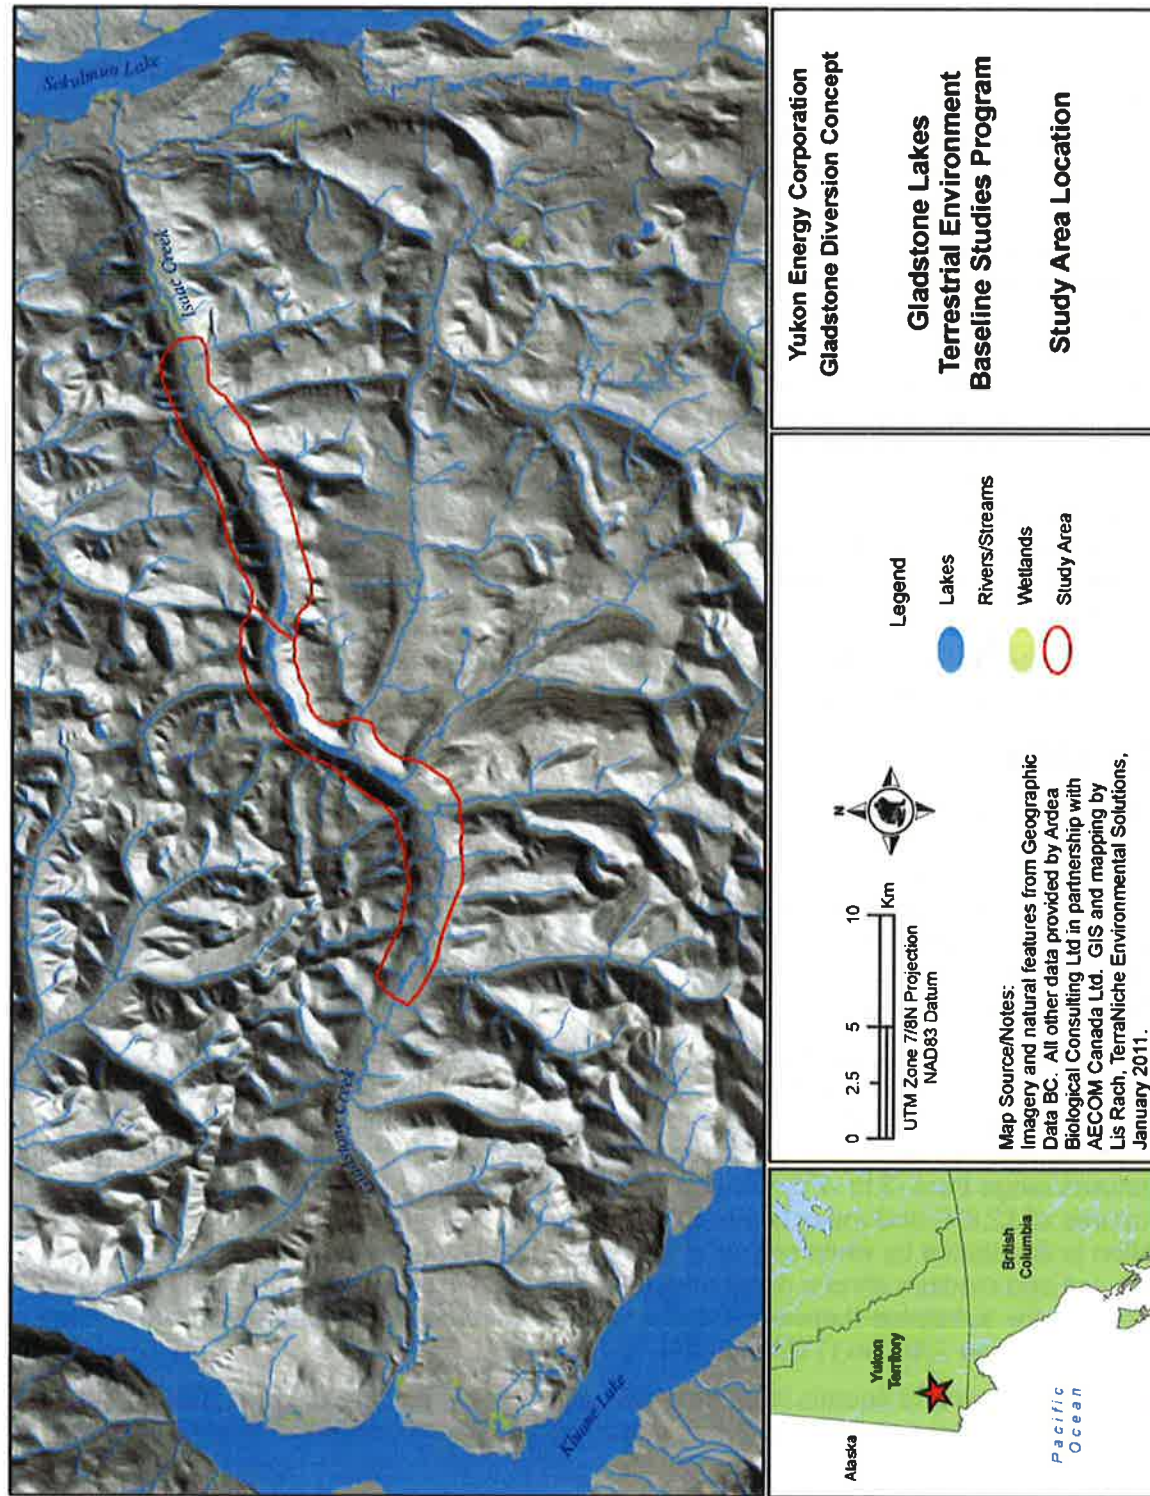 Sekulmun Lake
Isaac Creek
Gladstone Creek
Kluane Lake
Yukon Energy Corporation
Gladstone Diversion Concept
Gladstone Lakes
Terrestrial Environment
Baseline Studies Program
Study Area Location
Legend
Lakes
Rivers/Streams
Wetlands
Study Area
N
0 2.5 5 10
Km
UTM Zone 7/8N Projection
NAD83 Datum
Map Source/Notes:
Imagery and natural features from Geographic
Data BC. All other data provided by Ardea
Biological Consulting Ltd in partnership with
AECOM Canada Ltd. GIS and mapping by
Lis Rach, TerraNiche Environmental Solutions,
January 2011.
Alaska
Yukon
Territory
British
Columbia
Pacific
Ocean